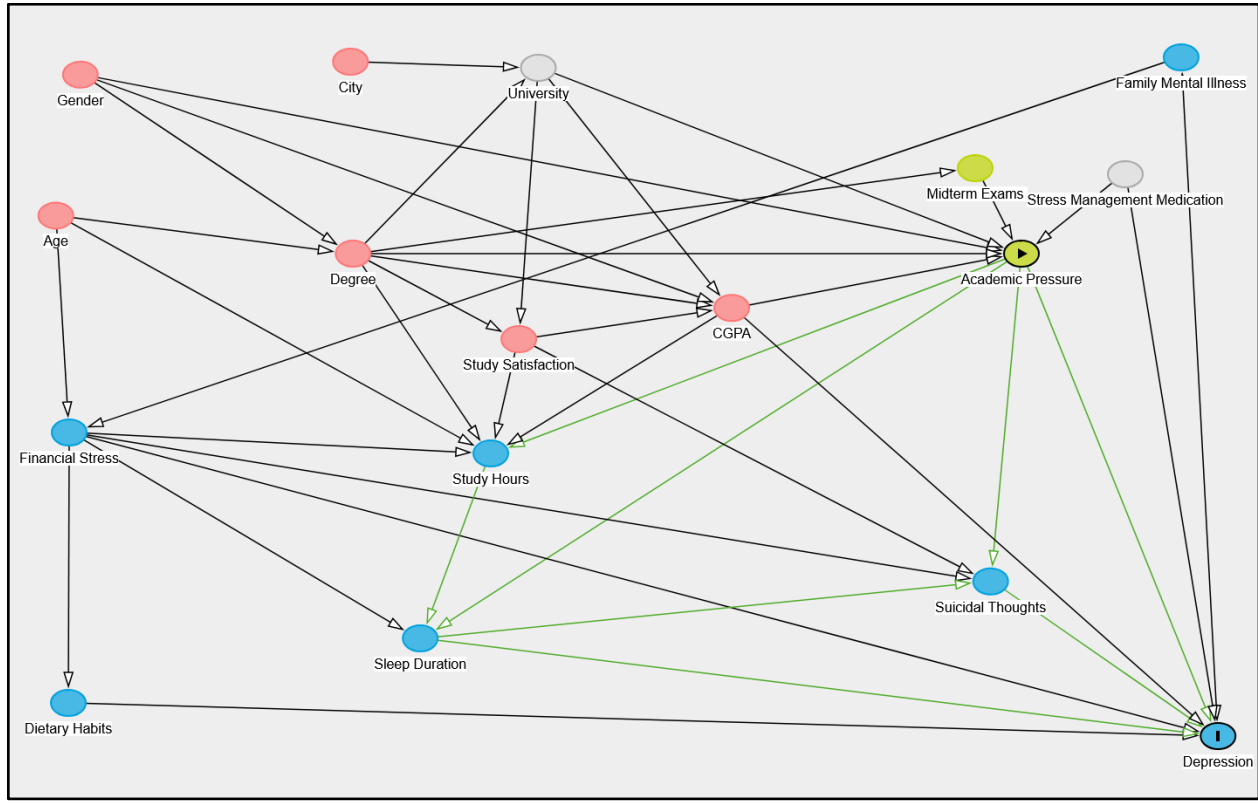 Gender
City
University
Family Mental Illness
Midterm Exams
Stress Management Medication
Age
Degree
Academic Pressure
CGPA
Study Satisfaction
Financial Stress
Study Hours
Suicidal Thoughts
Sleep Duration
Dietary Habits
Depression